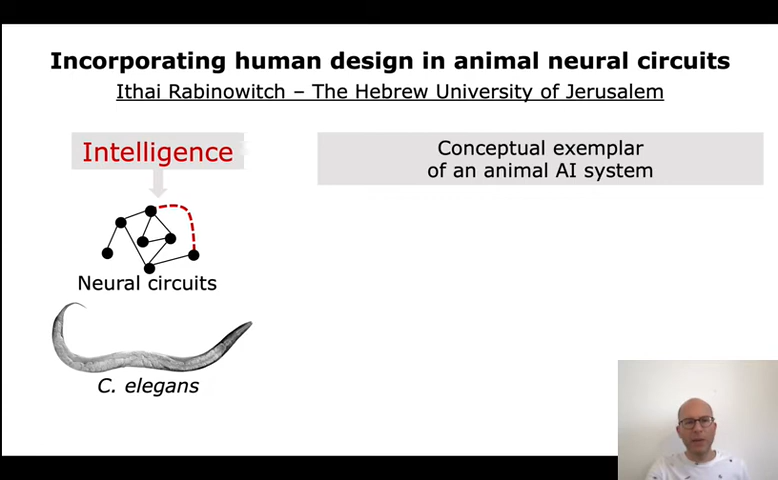 Incorporating human design in animal neural circuits
Ithai Rabinowitch – The Hebrew University of Jerusalem
Intelligence
Conceptual exemplar
of an animal AI system
Neural circuits
C. elegans